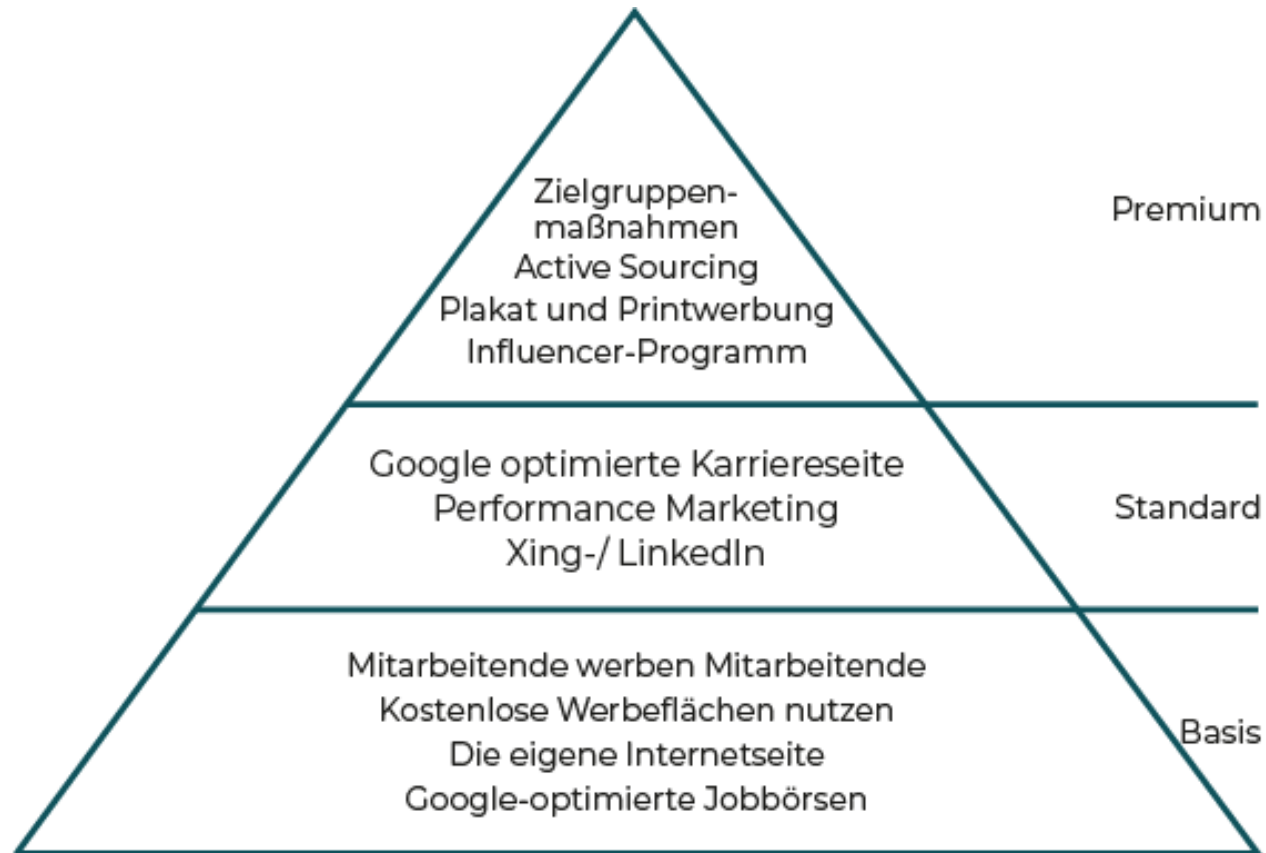 Zielgruppen-
maßnahmen
Active Sourcing
Plakat und Printwerbung
Influencer-Programm
Premium
Google optimierte Karriereseite
Performance Marketing
Xing-/ LinkedIn
Standard
Mitarbeitende werben Mitarbeitende
Kostenlose Werbeflächen nutzen
Die eigene Internetseite
Google-optimierte Jobbörsen
Basis